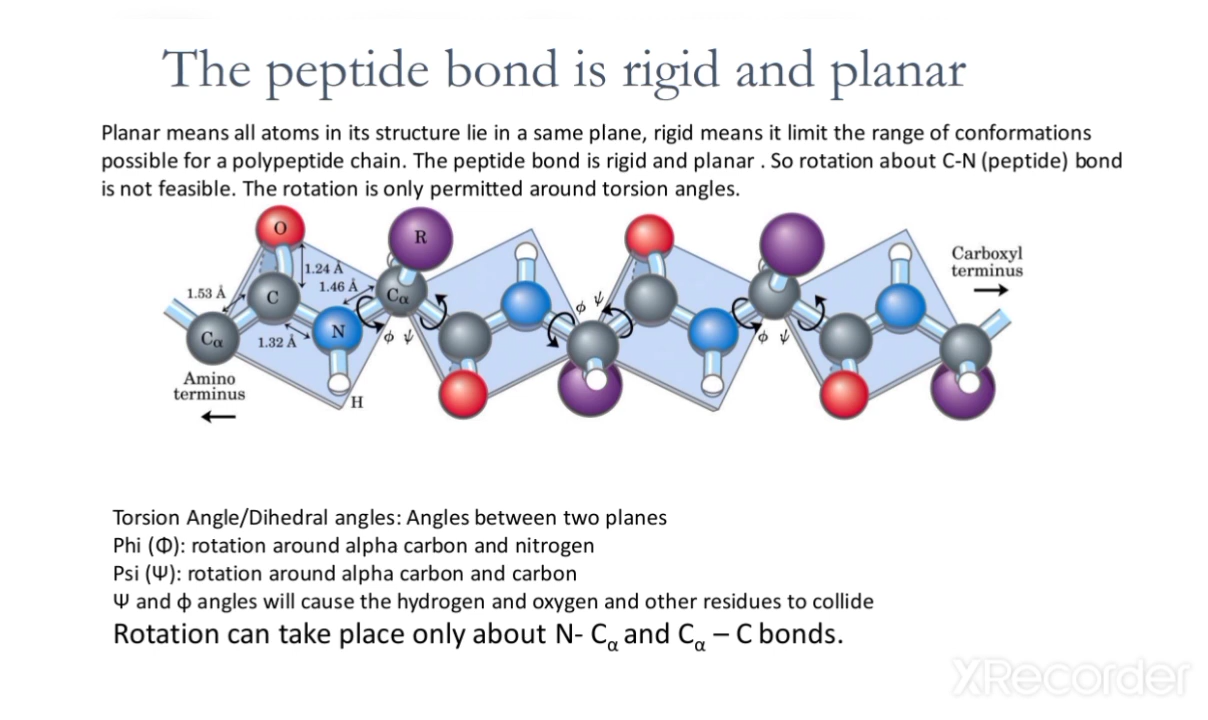 The peptide bond is rigid and planar
Planar means all atoms in its structure lie in a same plane, rigid means it limit the range of conformations
possible for a polypeptide chain. The peptide bond is rigid and planar . So rotation about C-N (peptide) bond
is not feasible. The rotation is only permitted around torsion angles.
O
R
Carboxyl
terminus
1.24 Å
1.46 Å
1.53 Å
C
Cα
N
ϕ ψ
Cα
1.32 Å
ϕ ψ
ϕ ψ
Amino
terminus
H
Torsion Angle/Dihedral angles: Angles between two planes
Phi (Φ): rotation around alpha carbon and nitrogen
Psi (Ψ): rotation around alpha carbon and carbon
Ψ and ϕ angles will cause the hydrogen and oxygen and other residues to collide
Rotation can take place only about N- Cα and Cα – C bonds.
XRecorder